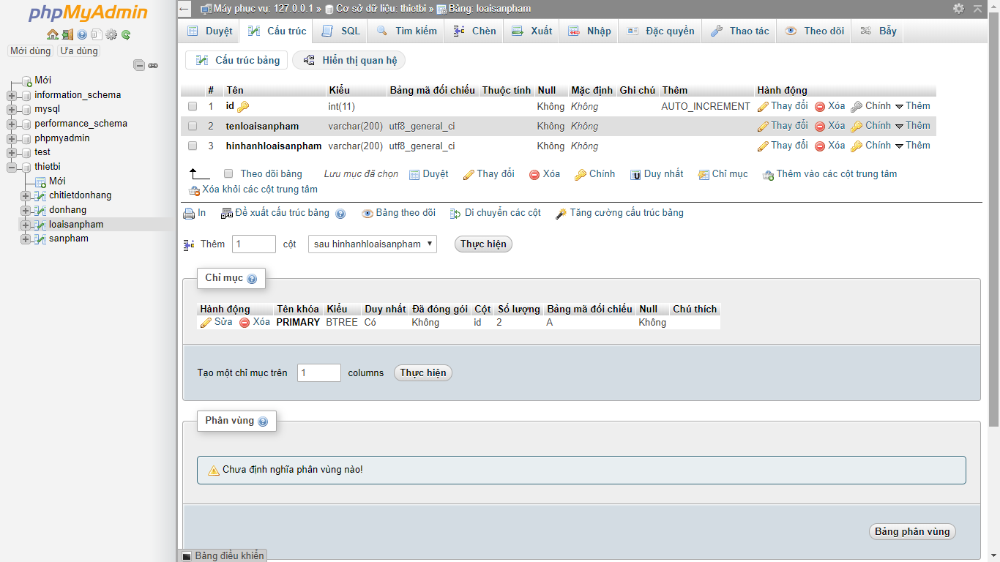 phpMyAdmin
Mới dùng Ưa dùng
Mới
information_schema
mysql
performance_schema
phpmyadmin
test
thietbi
Mới
chitietdonhang
donhang
loaisanpham
sanpham
Máy phục vụ: 127.0.0.1 » Cơ sở dữ liệu: thietbi » Bảng: loaisanpham
Duyệt Cấu trúc SQL Tìm kiếm Chèn Xuất Nhập Đặc quyền Thao tác Theo dõi Bẫy
Cấu trúc bảng Hiển thị quan hệ
# Tên Kiểu Bảng mã đối chiếu Thuộc tính Null Mặc định Ghi chú Thêm Hành động
1 id int(11) Không Không AUTO_INCREMENT Thay đổi Xóa Chính Thêm
2 tenloaisanpham varchar(200) utf8_general_ci Không Không Thay đổi Xóa Chính Thêm
3 hinhanhloaisanpham varchar(200) utf8_general_ci Không Không Thay đổi Xóa Chính Thêm
Theo dõi bảng Lưu mục đã chọn Duyệt Thay đổi Xóa Chính Duy nhất Chỉ mục Thêm vào các cột trung tâm
Xóa khỏi các cột trung tâm
In Đề xuất cấu trúc bảng Bảng theo dõi Di chuyển các cột Tăng cường cấu trúc bảng
Thêm 1 cột sau hinhanhloaisanpham Thực hiện
Chỉ mục
Hành động Tên khóa Kiểu Duy nhất Đã đóng gói Cột Số lượng Bảng mã đối chiếu Null Chú thích
Sửa Xóa PRIMARY BTREE Có Không id 2 A Không
Tạo một chỉ mục trên 1 columns Thực hiện
Phân vùng
Chưa định nghĩa phân vùng nào!
Bảng phân vùng
Bảng điều khiển